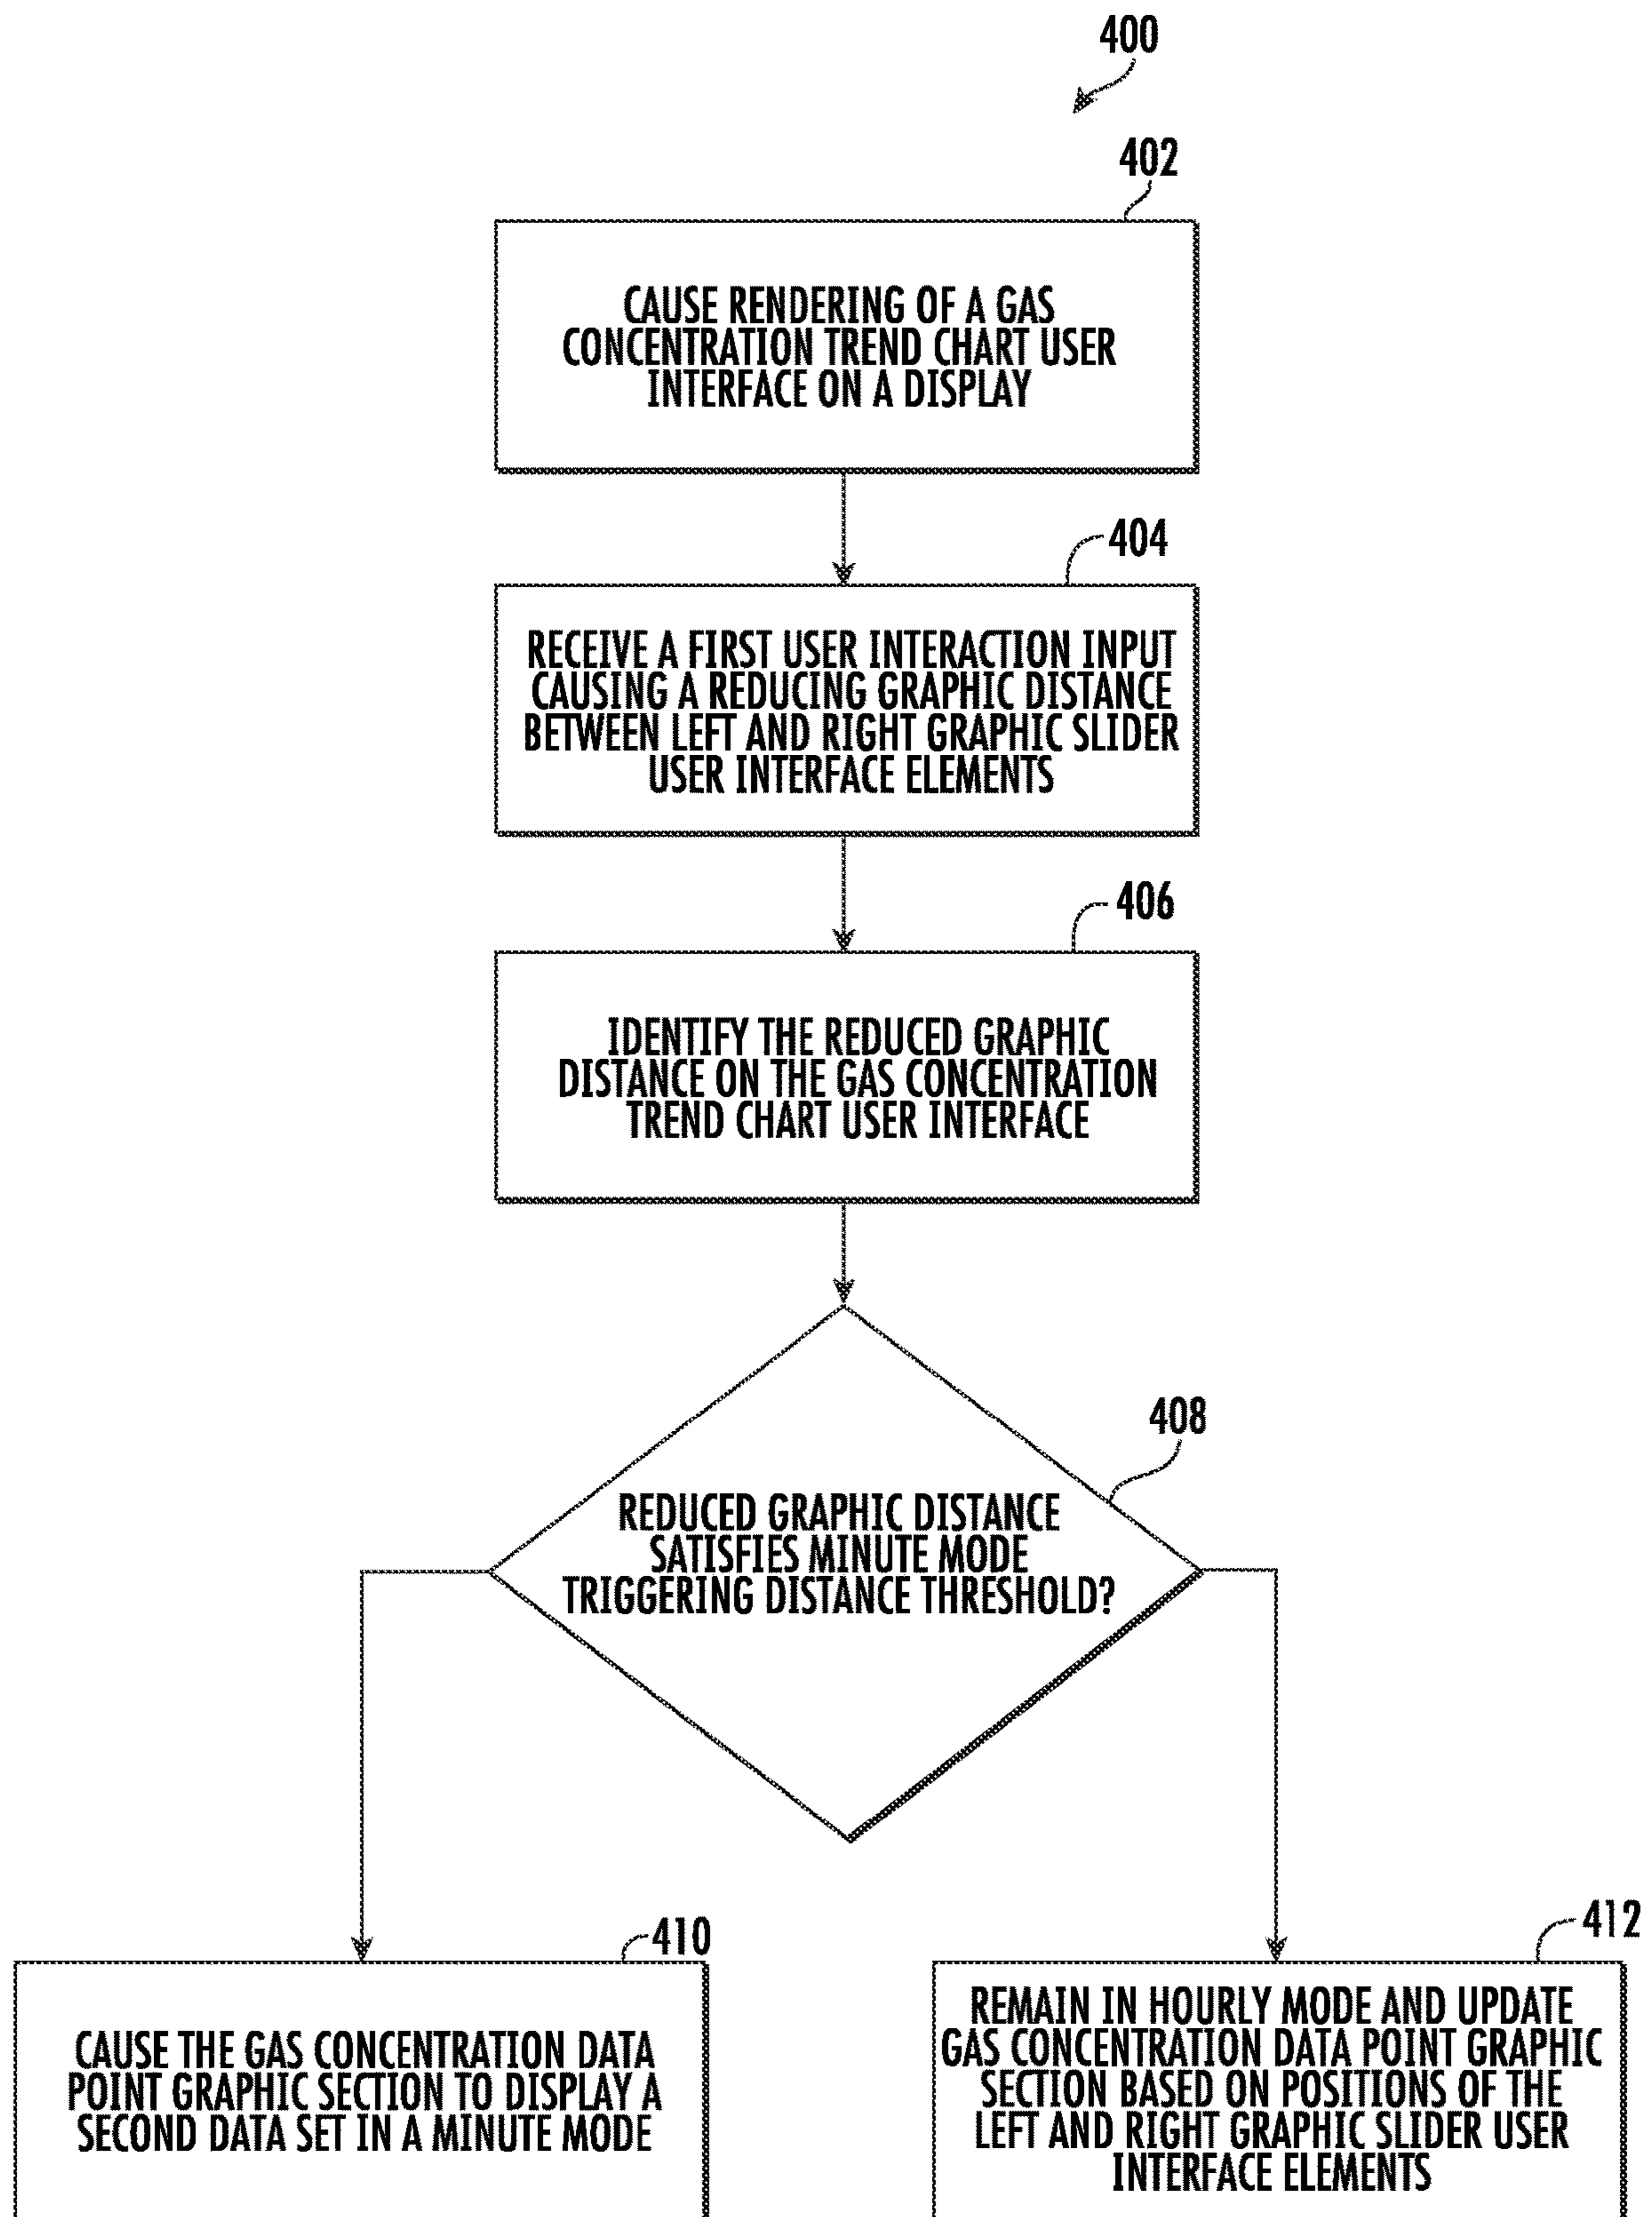 400
402
CAUSE RENDERING OF A GAS
CONCENTRATION TREND CHART USER
INTERFACE ON A DISPLAY
404
RECEIVE A FIRST USER INTERACTION INPUT
CAUSING A REDUCING GRAPHIC DISTANCE
BETWEEN LEFT AND RIGHT GRAPHIC SLIDER
USER INTERFACE ELEMENTS
406
IDENTIFY THE REDUCED GRAPHIC
DISTANCE ON THE GAS CONCENTRATION
TREND CHART USER INTERFACE
408
REDUCED GRAPHIC DISTANCE
SATISFIES MINUTE MODE
TRIGGERING DISTANCE THRESHOLD?
410
CAUSE THE GAS CONCENTRATION DATA
POINT GRAPHIC SECTION TO DISPLAY A
SECOND DATA SET IN A MINUTE MODE
412
REMAIN IN HOURLY MODE AND UPDATE
GAS CONCENTRATION DATA POINT GRAPHIC
SECTION BASED ON POSITIONS OF THE
LEFT AND RIGHT GRAPHIC SLIDER USER
INTERFACE ELEMENTS